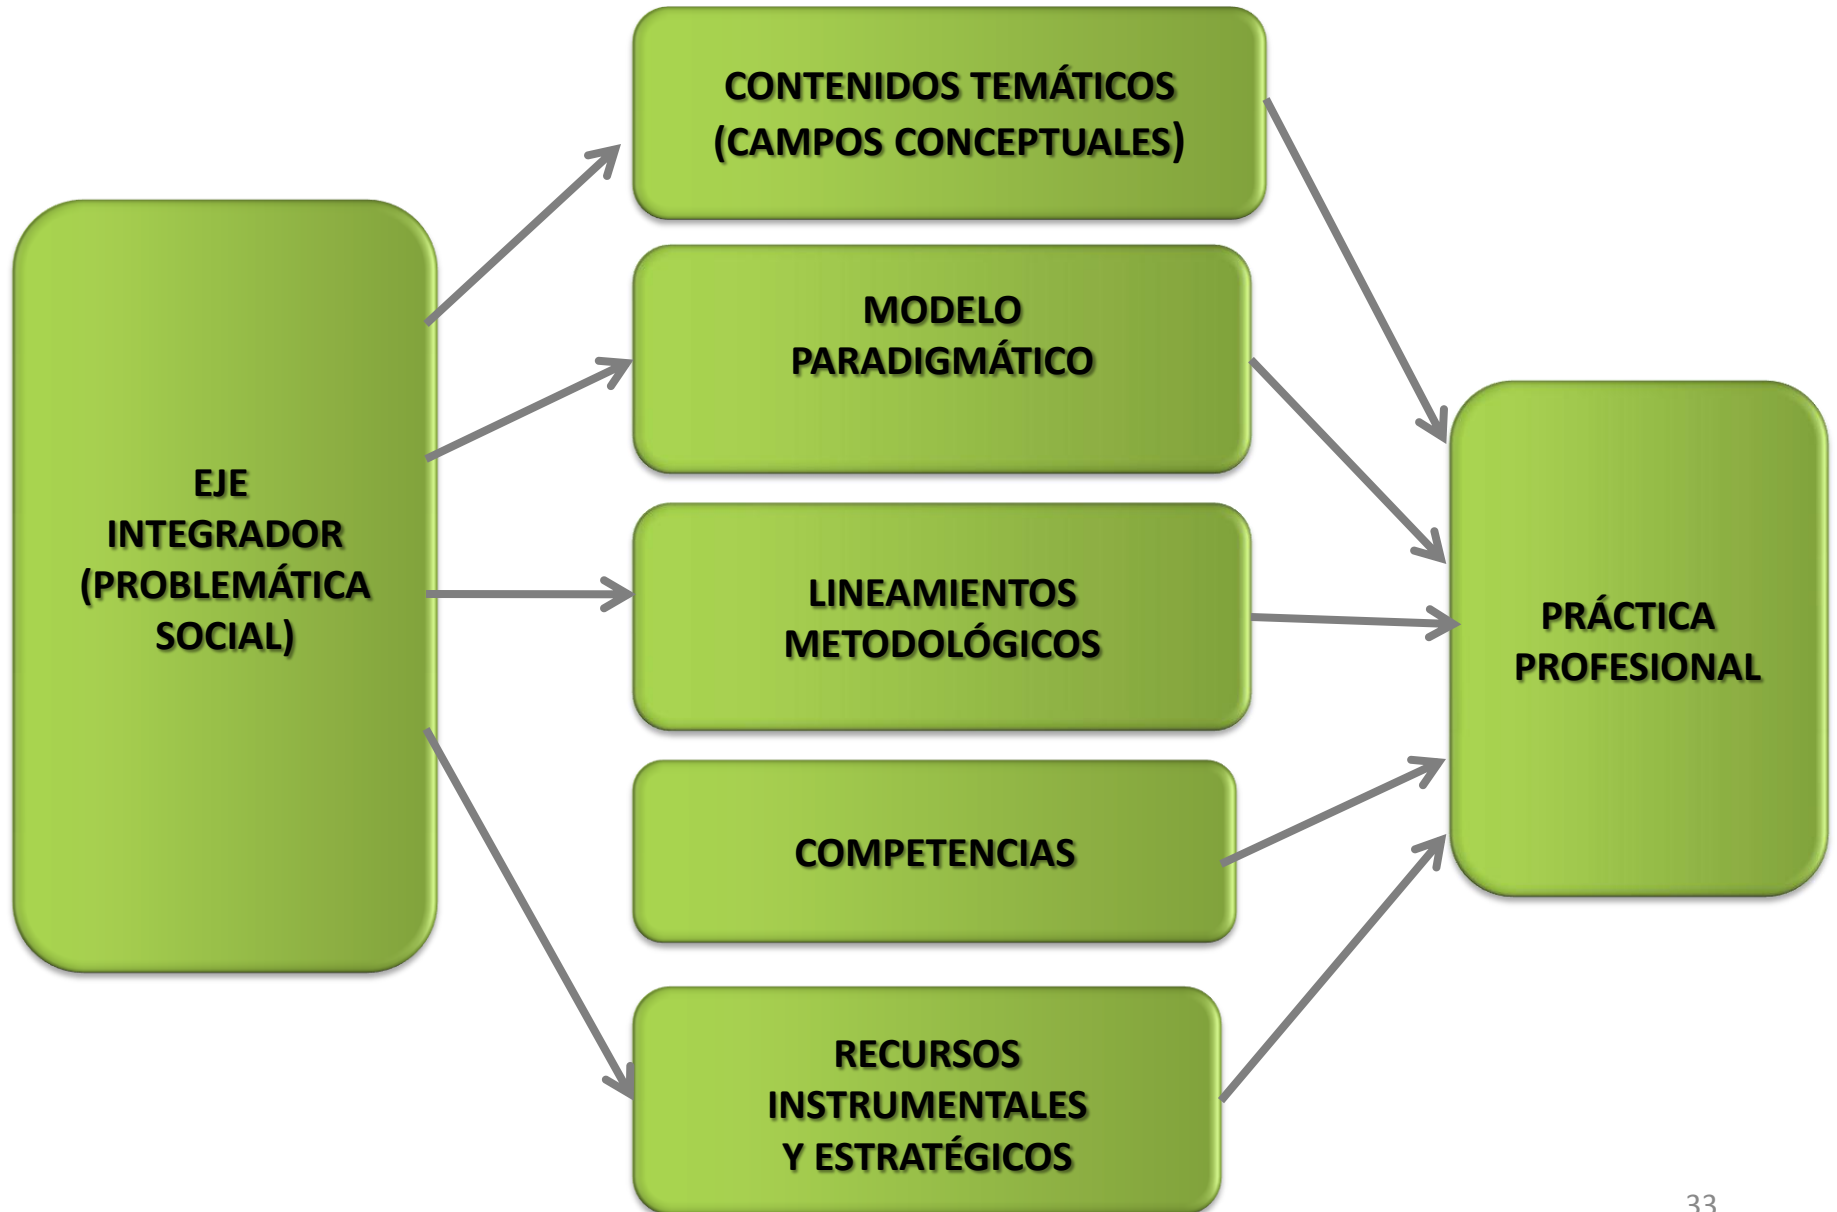 CONTENIDOS TEMÁTICOS
(CAMPOS CONCEPTUALES)
MODELO
PARADIGMÁTICO
EJE
INTEGRADOR
(PROBLEMÁTICA
SOCIAL)
LINEAMIENTOS
METODOLÓGICOS
PRÁCTICA
PROFESIONAL
COMPETENCIAS
RECURSOS
INSTRUMENTALES
Y ESTRATÉGICOS
33